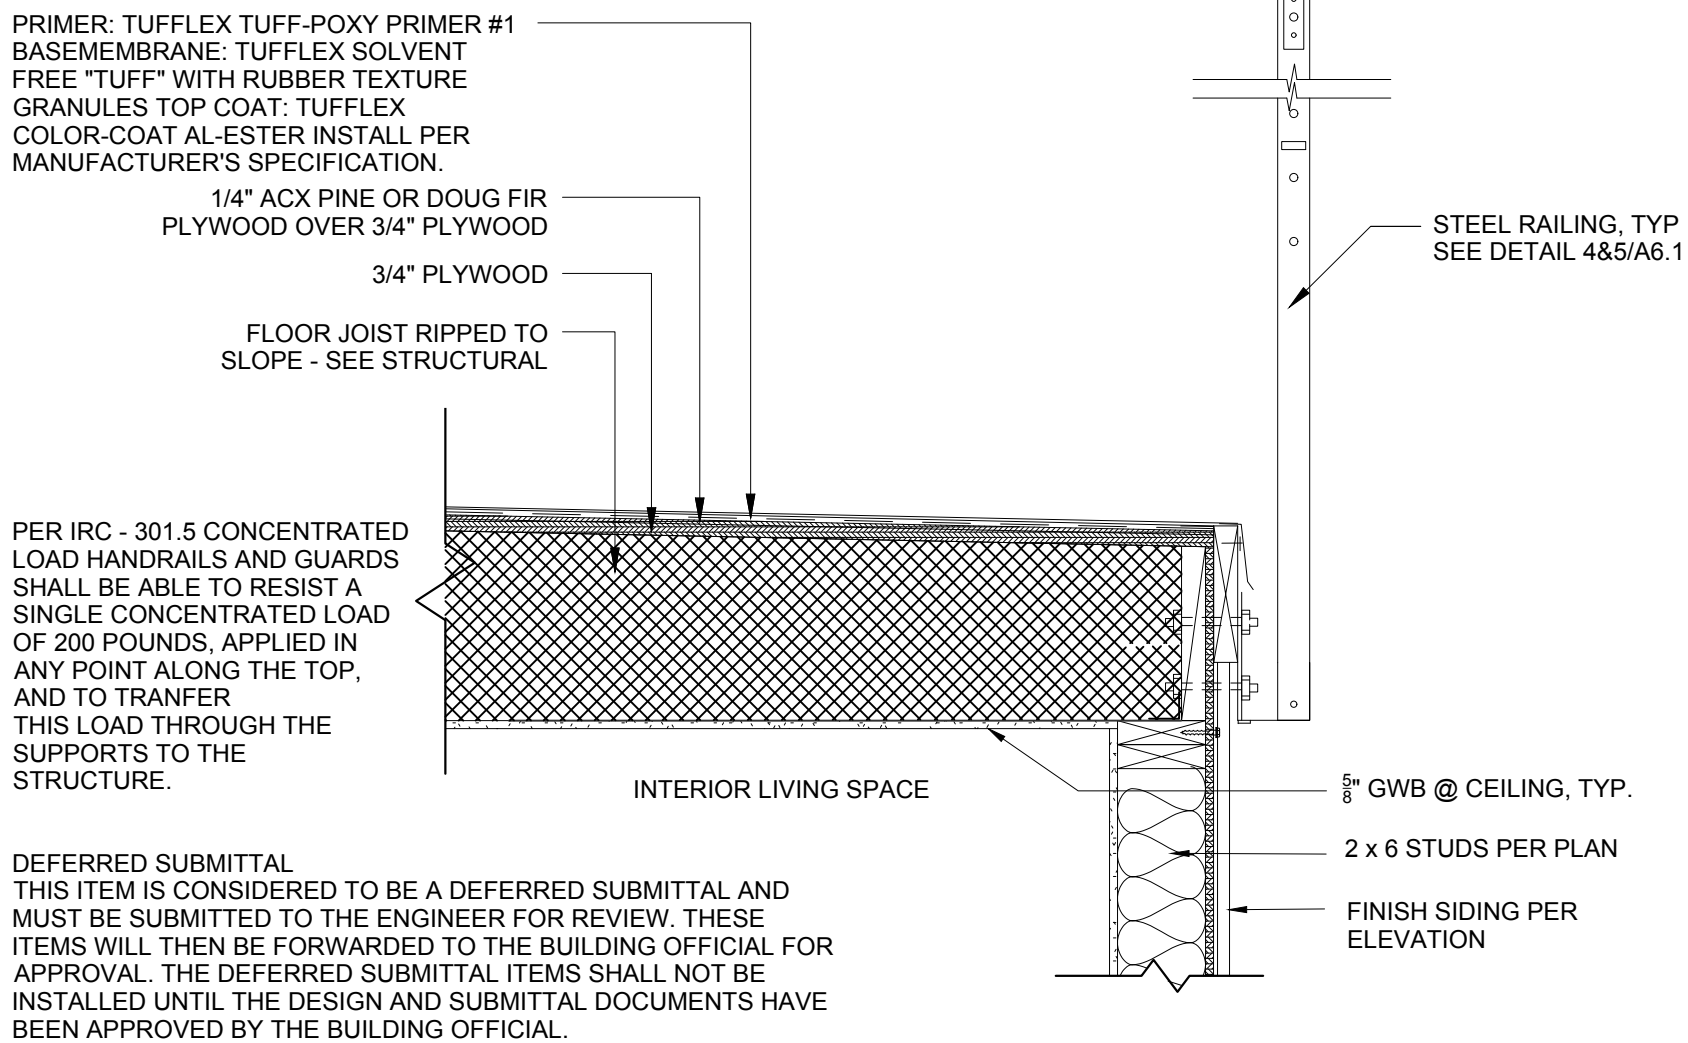 PRIMER: TUFFLEX TUFF-POXY PRIMER #1
BASEMEMBRANE: TUFFLEX SOLVENT
FREE "TUFF" WITH RUBBER TEXTURE
GRANULES TOP COAT: TUFFLEX
COLOR-COAT AL-ESTER INSTALL PER
MANUFACTURER'S SPECIFICATION.
1/4" ACX PINE OR DOUG FIR
PLYWOOD OVER 3/4" PLYWOOD
3/4" PLYWOOD
FLOOR JOIST RIPPED TO
SLOPE - SEE STRUCTURAL
STEEL RAILING, TYP
SEE DETAIL 4&5/A6.1
PER IRC - 301.5 CONCENTRATED
LOAD HANDRAILS AND GUARDS
SHALL BE ABLE TO RESIST A
SINGLE CONCENTRATED LOAD
OF 200 POUNDS, APPLIED IN
ANY POINT ALONG THE TOP,
AND TO TRANFER
THIS LOAD THROUGH THE
SUPPORTS TO THE
STRUCTURE.
INTERIOR LIVING SPACE
5/8" GWB @ CEILING, TYP.
2 x 6 STUDS PER PLAN
FINISH SIDING PER
ELEVATION
DEFERRED SUBMITTAL
THIS ITEM IS CONSIDERED TO BE A DEFERRED SUBMITTAL AND
MUST BE SUBMITTED TO THE ENGINEER FOR REVIEW. THESE
ITEMS WILL THEN BE FORWARDED TO THE BUILDING OFFICIAL FOR
APPROVAL. THE DEFERRED SUBMITTAL ITEMS SHALL NOT BE
INSTALLED UNTIL THE DESIGN AND SUBMITTAL DOCUMENTS HAVE
BEEN APPROVED BY THE BUILDING OFFICIAL.